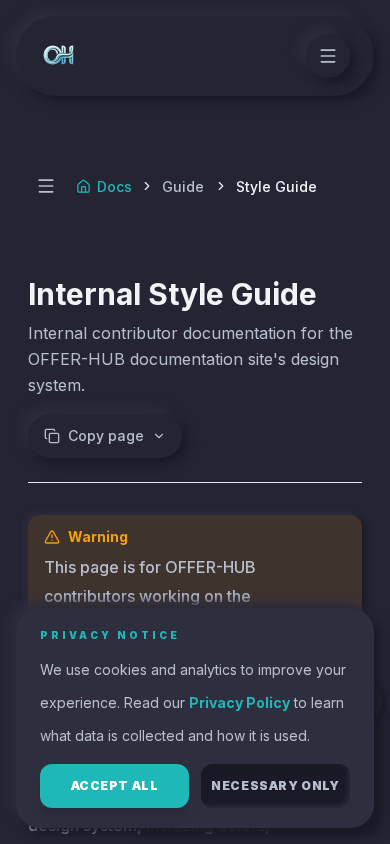 OH
Docs > Guide > Style Guide
Internal Style Guide
Internal contributor documentation for the
OFFER-HUB documentation site's design
system.
Copy page
Warning
This page is for OFFER-HUB
contributors working on the
PRIVACY NOTICE
We use cookies and analytics to improve your
experience. Read our Privacy Policy to learn
what data is collected and how it is used.
ACCEPT ALL
NECESSARY ONLY
design system, including colors,